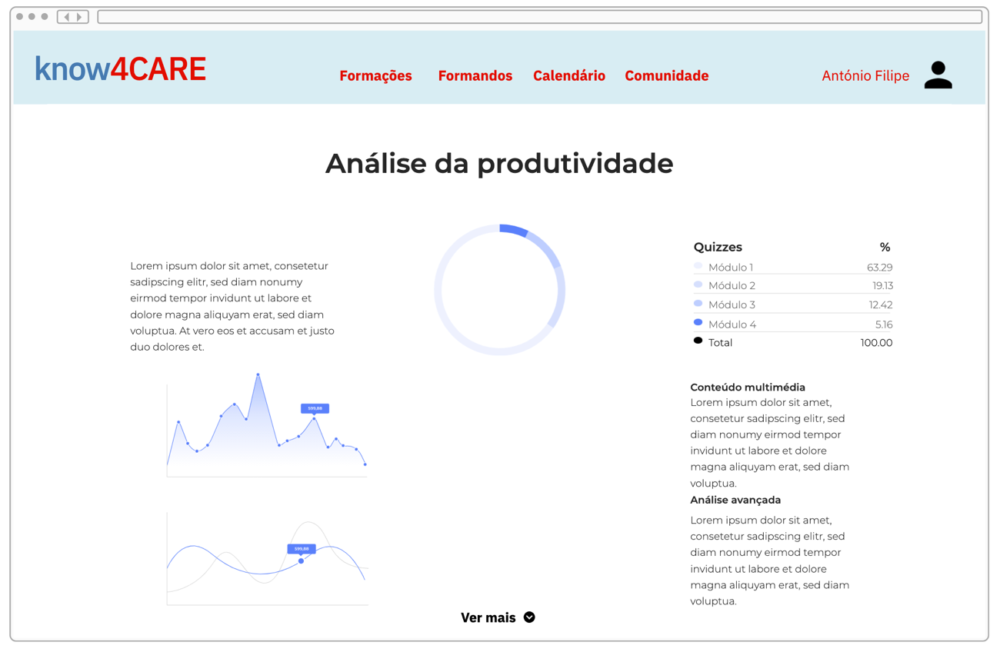 know4CARE
Formações Formandos Calendário Comunidade
António Filipe
Análise da produtividade
Lorem ipsum dolor sit amet, consetetur
sadipscing elitr, sed diam nonumy
eirmod tempor invidunt ut labore et
dolore magna aliquyam erat, sed diam
voluptua. At vero eos et accusam et justo
duo dolores et.
599,00
599,00
Quizzes %
Módulo 1 63.29
Módulo 2 19.13
Módulo 3 12.42
Módulo 4 5.16
Total 100.00
Conteúdo multimédia
Lorem ipsum dolor sit amet,
consetetur sadipscing elitr, sed
diam nonumy eirmod tempor
invidunt ut labore et dolore
magna aliquyam erat, sed diam
voluptua.
Análise avançada
Lorem ipsum dolor sit amet,
consetetur sadipscing elitr, sed
diam nonumy eirmod tempor
invidunt ut labore et dolore
magna aliquyam erat, sed diam
voluptua.
Ver mais